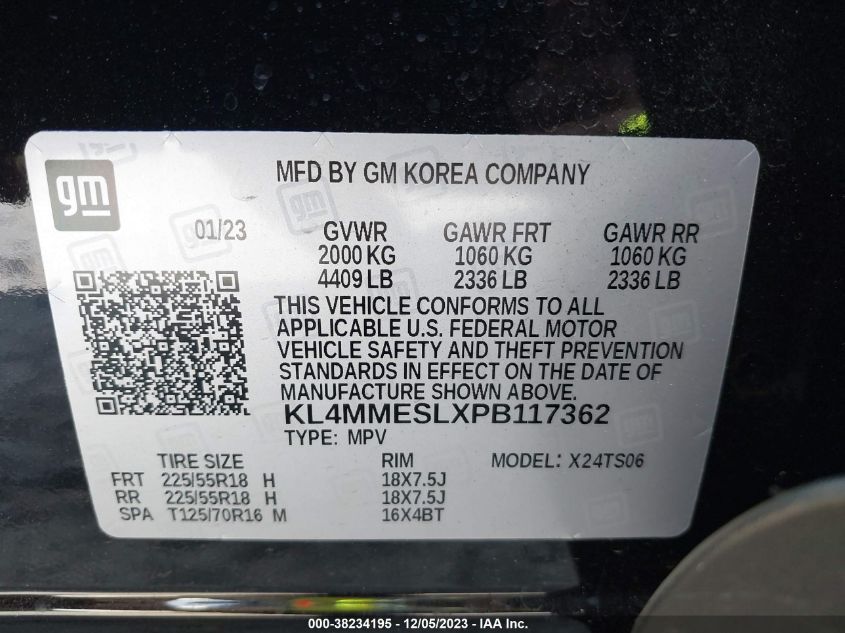 gm
MFD BY GM KOREA COMPANY
01/23 GVWR GAWR FRT GAWR RR
2000 KG 1060 KG 1060 KG
4409 LB 2336 LB 2336 LB
THIS VEHICLE CONFORMS TO ALL
APPLICABLE U.S. FEDERAL MOTOR
VEHICLE SAFETY AND THEFT PREVENTION
STANDARDS IN EFFECT ON THE DATE OF
MANUFACTURE SHOWN ABOVE.
KL4MMESLXPB117362
TYPE: MPV
TIRE SIZE RIM MODEL: X24TS06
FRT 225/55R18 H 18X7.5J
RR 225/55R18 H 18X7.5J
SPA T125/70R16 M 16X4BT
000-38234195 - 12/05/2023 - IAA Inc.